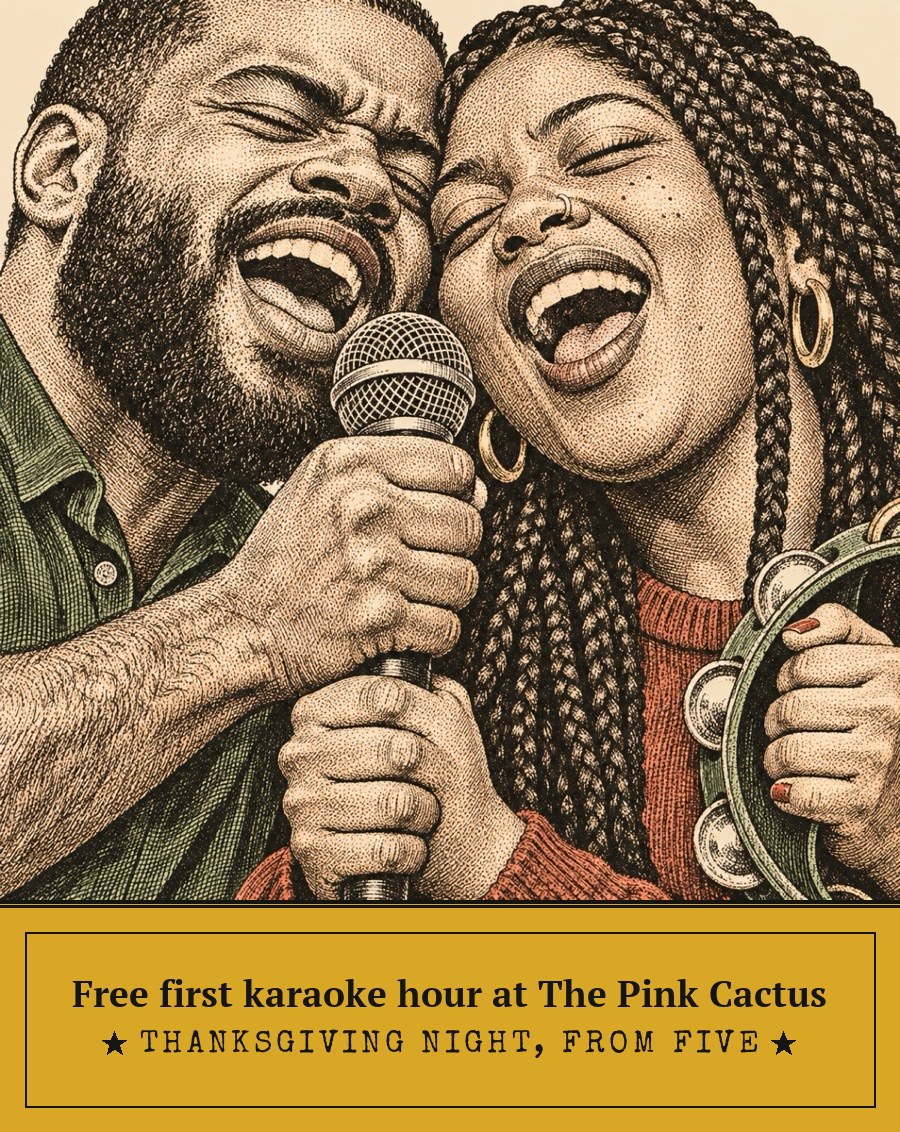 Free first karaoke hour at The Pink Cactus
★ THANKSGIVING NIGHT, FROM FIVE ★